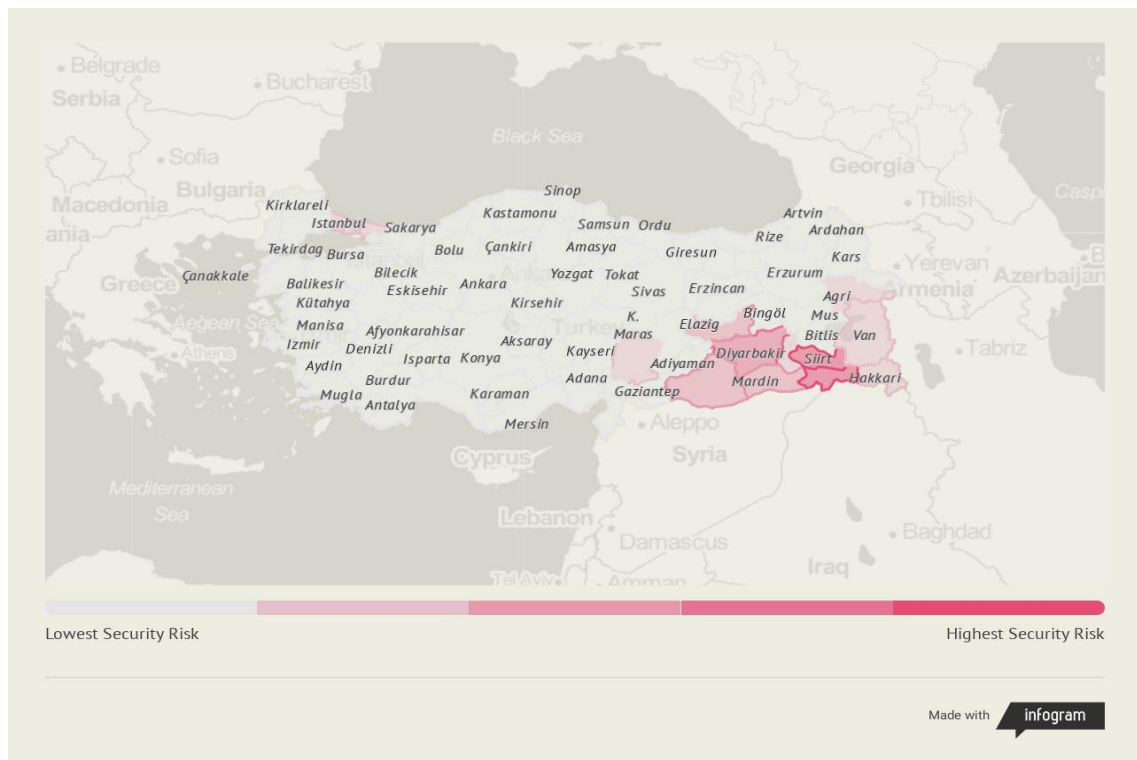 Belgrade
Serbia
Bucharest
Black Sea
Sofia
Bulgaria
Macedonia
Georgia
Tbilisi
Caspi
ania
Greece
Aegean Sea
Athens
Turkey
Yerevan
Armenia
Azerbaijan
B
Tabriz
Istanbul
Anka
Kirklareli
Istanbul
Sakarya
Kastamonu
Sinop
Samsun
Ordu
Artvin
Rize
Ardahan
Tekirdag
Bursa
Bolu
Çankiri
Amasya
Giresun
Kars
Çanakkale
Balikesir
Bilecik
Eskisehir
Ankara
Yozgat
Tokat
Sivas
Erzincan
Erzurum
Agri
Kütahya
Kirsehir
Manisa
Afyonkarahisar
Aksaray
K.
Maras
Elazig
Bingöl
Mus
Bitlis
Van
Izmir
Denizli
Isparta
Konya
Kayseri
Adiyaman
Diyarbakir
Siirt
Aydin
Burdur
Adana
Gaziantep
Mardin
Hakkari
Mugla
Antalya
Karaman
Mersin
Aleppo
Syria
Cyprus
Mediterranean
Sea
Lebanon
Damascus
Baghdad
Iraq
Tel Aviv
Amman
Lowest Security Risk
Highest Security Risk
Made with
infogram